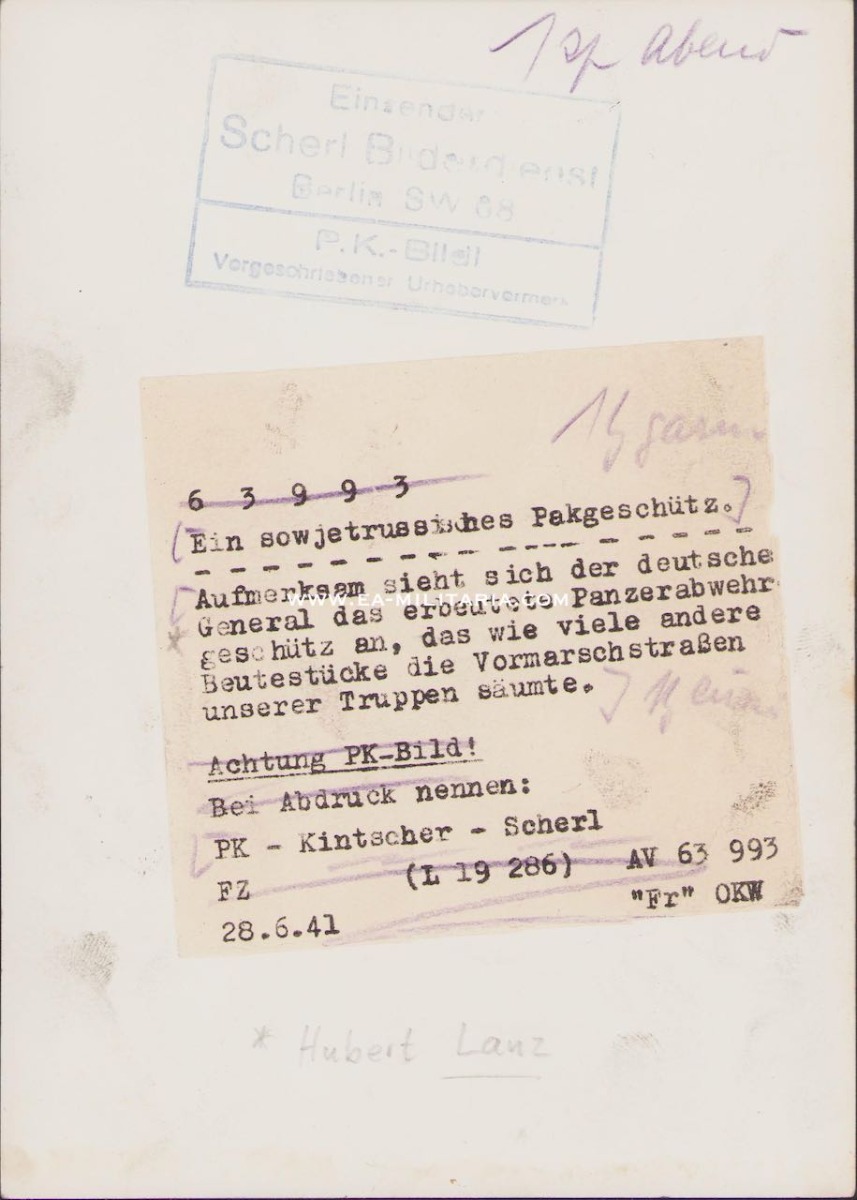 1 sp Abend
Einsender
Scherl Bilderdienst
Berlin SW 68
P.K.-Bild
Vorgeschriebener Urhebervermerk
6 3 9 9 3
Ein sowjetrussisches Pakgeschütz.
Aufmerksam sieht sich der deutsche
General das erbeutete Panzerabwehr-
WWW.EA-MILITARIA.COM
geschütz an, das wie viele andere
Beutestücke die Vormarschstraßen
unserer Truppen säumte.
Achtung PK-Bild!
Bei Abdruck nennen:
PK - Kintscher - Scherl
FZ (L 19 286) AV 63 993
28.6.41 "Fr" OKW
* Hubert Lanz